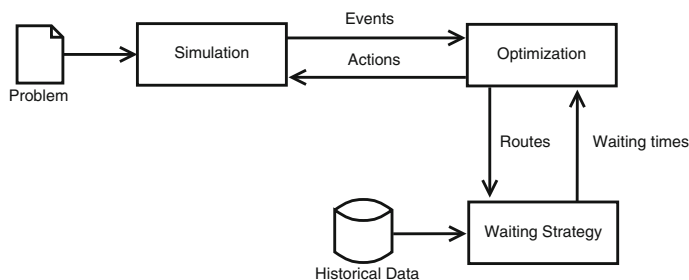 Events
Simulation
Optimization
Actions
Problem
Routes
Waiting times
Waiting Strategy
Historical Data